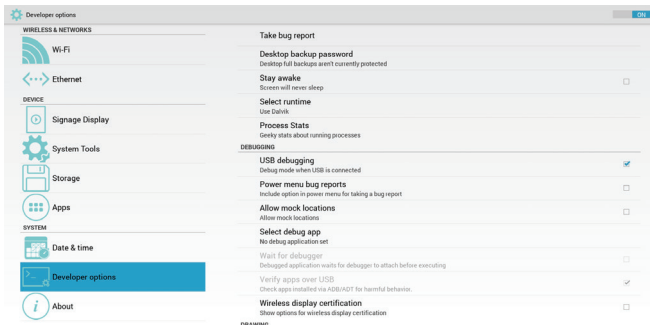 Developer options
ON
WIRELESS & NETWORKS
Wi-Fi
Ethernet
DEVICE
Signage Display
System Tools
Storage
Apps
SYSTEM
Date & time
Developer options
About
Take bug report
Desktop backup password
Desktop full backups aren't currently protected
Stay awake
Screen will never sleep
Select runtime
Use Dalvik
Process Stats
Geeky stats about running processes
DEBUGGING
USB debugging
Debug mode when USB is connected
Power menu bug reports
Include option in power menu for taking a bug report
Allow mock locations
Allow mock locations
Select debug app
No debug application set
Wait for debugger
Debugged application waits for debugger to attach before executing
Verify apps over USB
Check apps installed via ADB/ADT for harmful behavior.
Wireless display certification
Show options for wireless display certification
DRAWING